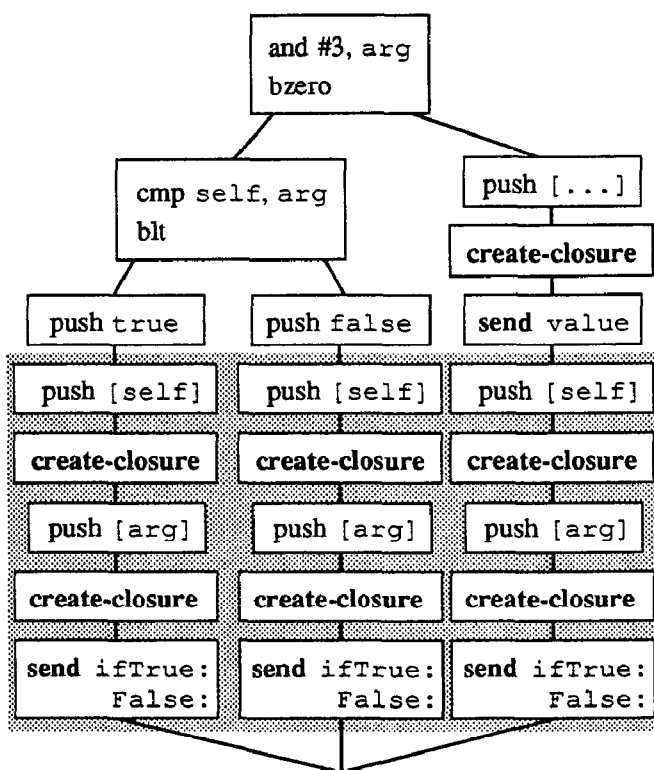 and #3, arg
bzero
cmp self, arg
blt
push [...]
create-closure
push true
push false
send value
push [self]
push [self]
push [self]
create-closure
create-closure
create-closure
push [arg]
push [arg]
push [arg]
create-closure
create-closure
create-closure
send ifTrue:
False:
send ifTrue:
False:
send ifTrue:
False: